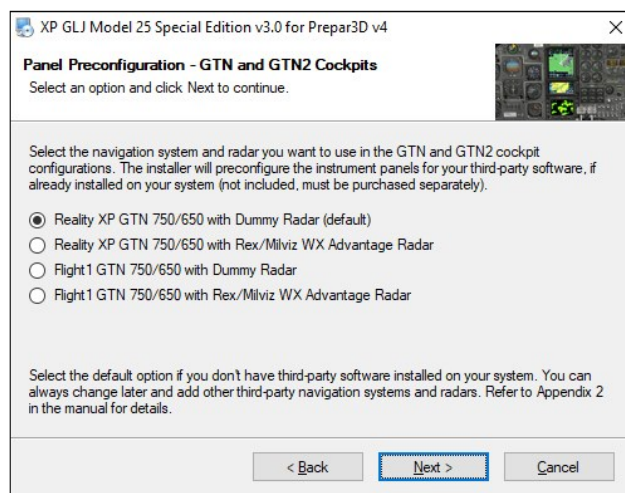 XP GLJ Model 25 Special Edition v3.0 for Prepar3D v4
Panel Preconfiguration - GTN and GTN2 Cockpits
Select an option and click Next to continue.
Select the navigation system and radar you want to use in the GTN and GTN2 cockpit
configurations. The installer will preconfigure the instrument panels for your third-party software, if
already installed on your system (not included, must be purchased separately).
Reality XP GTN 750/650 with Dummy Radar (default)
Reality XP GTN 750/650 with Rex/Milviz WX Advantage Radar
Flight1 GTN 750/650 with Dummy Radar
Flight1 GTN 750/650 with Rex/Milviz WX Advantage Radar
Select the default option if you don't have third-party software installed on your system. You can
always change later and add other third-party navigation systems and radars. Refer to Appendix 2
in the manual for details.
< Back Next > Cancel